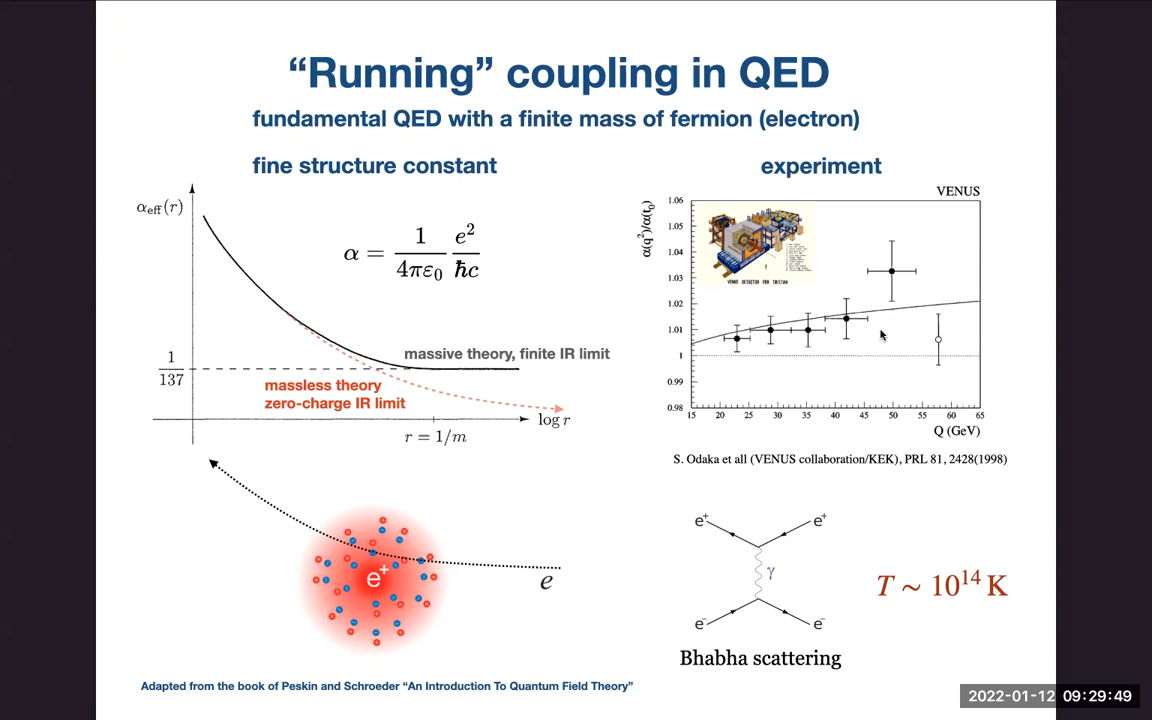 “Running” coupling in QED
fundamental QED with a finite mass of fermion (electron)
fine structure constant
αeff(r)
α = 1/4πε₀ e²/ℏc
1/137
massive theory, finite IR limit
massless theory
zero-charge IR limit
log r
r = 1/m
e⁺
e
experiment
VENUS
α(q²)/α(t₀)
1.06
1.05
1.04
1.03
1.02
1.01
1
0.99
0.98
VENUS DETECTOR FOR TRISTAN
15 20 25 30 35 40 45 50 55 60 65
Q (GeV)
S. Odaka et all (VENUS collaboration/KEK), PRL 81, 2428(1998)
e⁺ e⁺
γ
e⁻ e⁻
T ∼ 10¹⁴ K
Bhabha scattering
Adapted from the book of Peskin and Schroeder “An Introduction To Quantum Field Theory”
2022-01-12 09:29:49